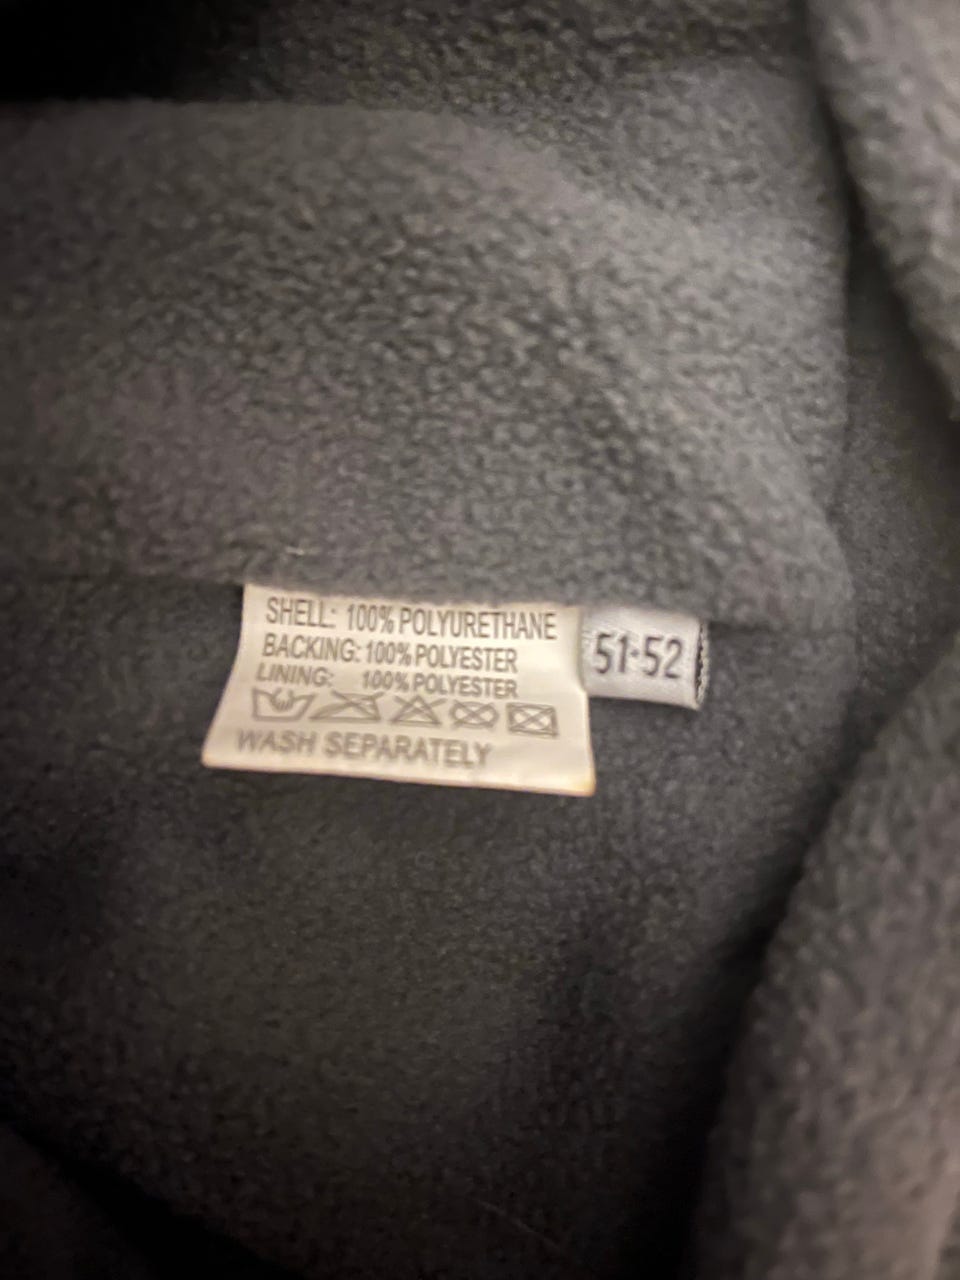 SHELL: 100% POLYURETHANE
BACKING: 100% POLYESTER
LINING: 100% POLYESTER
WASH SEPARATELY
51-52